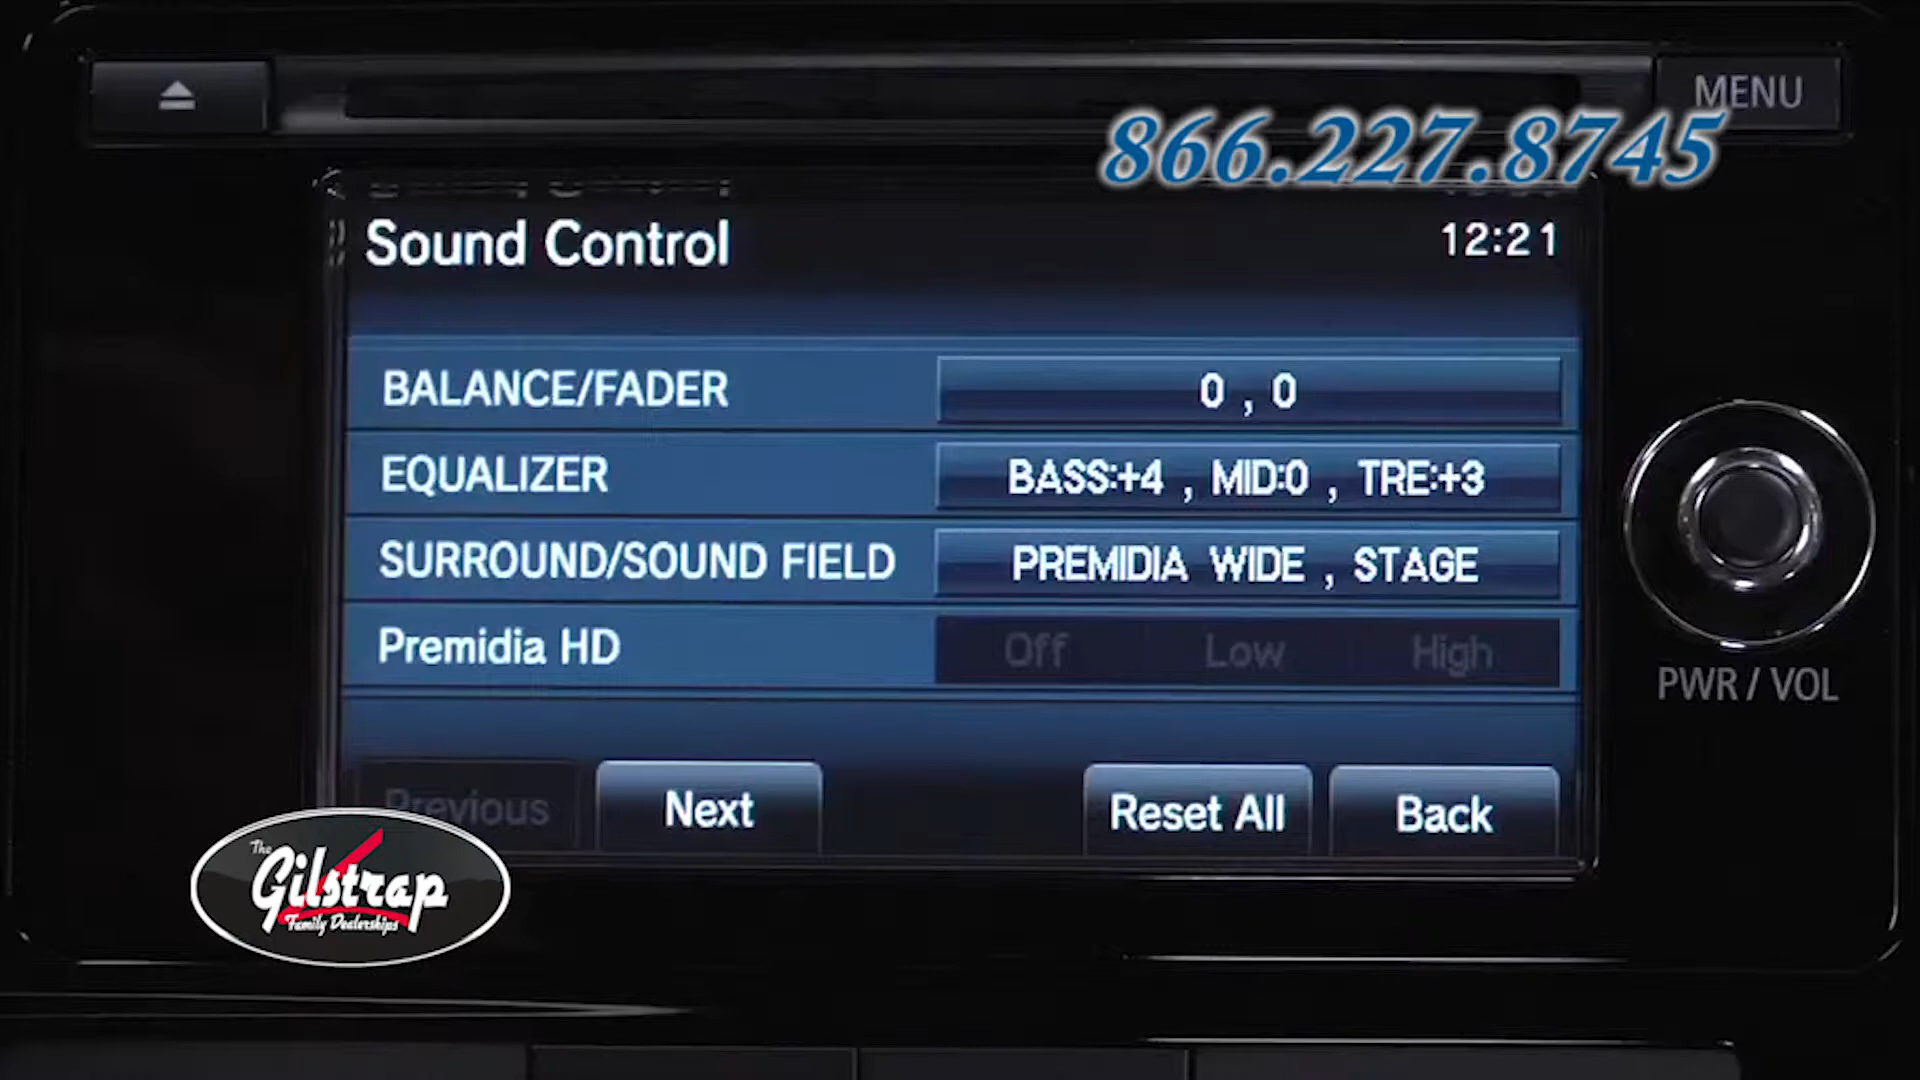 MENU
866.227.8745
Sound Control 12:21
BALANCE/FADER 0 , 0
EQUALIZER BASS:+4 , MID:0 , TRE:+3
SURROUND/SOUND FIELD PREMIDIA WIDE , STAGE
Premidia HD Off Low High
PWR / VOL
Previous Next Reset All Back
The
Gilstrap
Family Dealerships